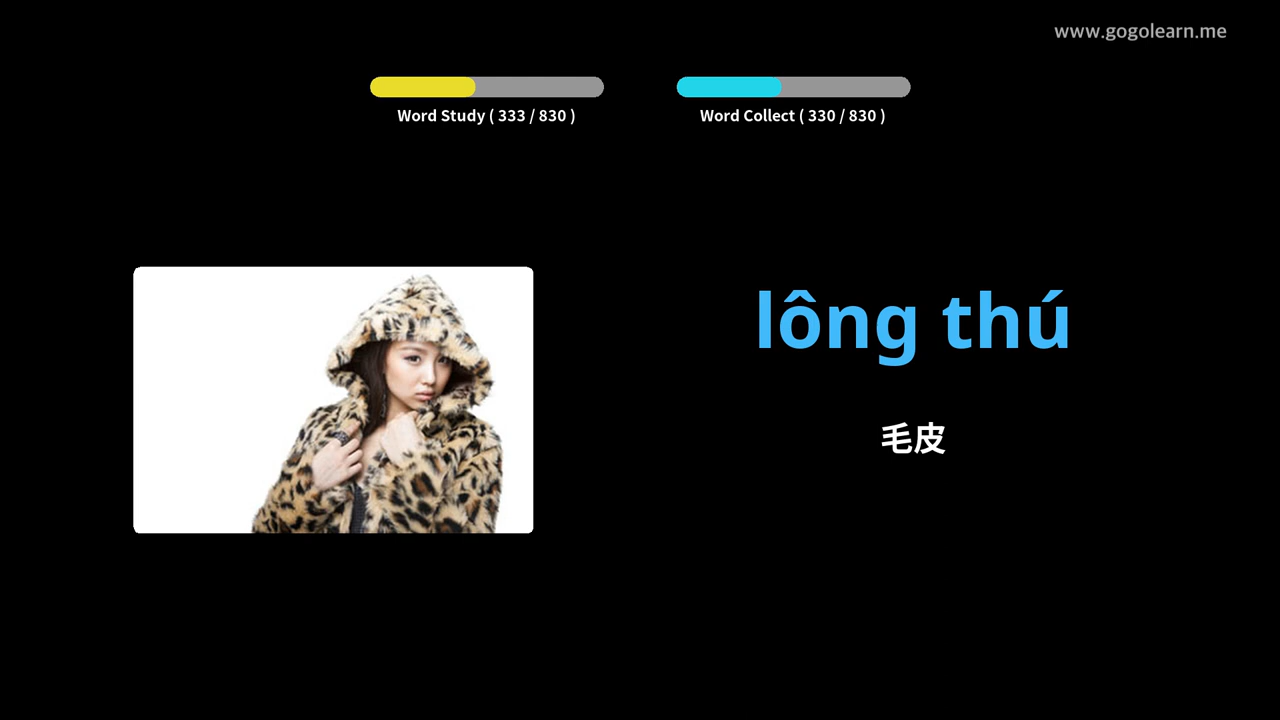 www.gogolearn.me
Word Study ( 333 / 830 )
Word Collect ( 330 / 830 )
lông thú
毛皮